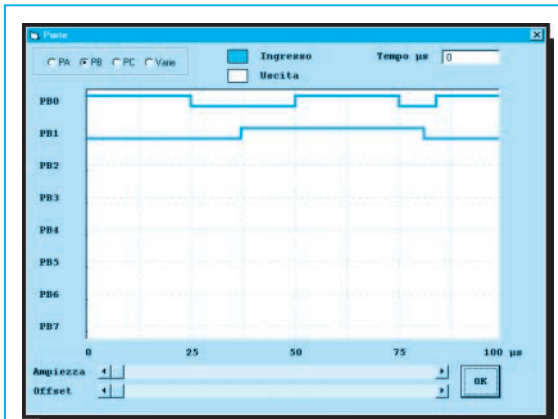 Porte
PA PB PC Varie
Ingresso
Uscita
Tempo µs 0
PB0
PB1
PB2
PB3
PB4
PB5
PB6
PB7
0 25 50 75 100 µs
Ampiezza
Offset
OK